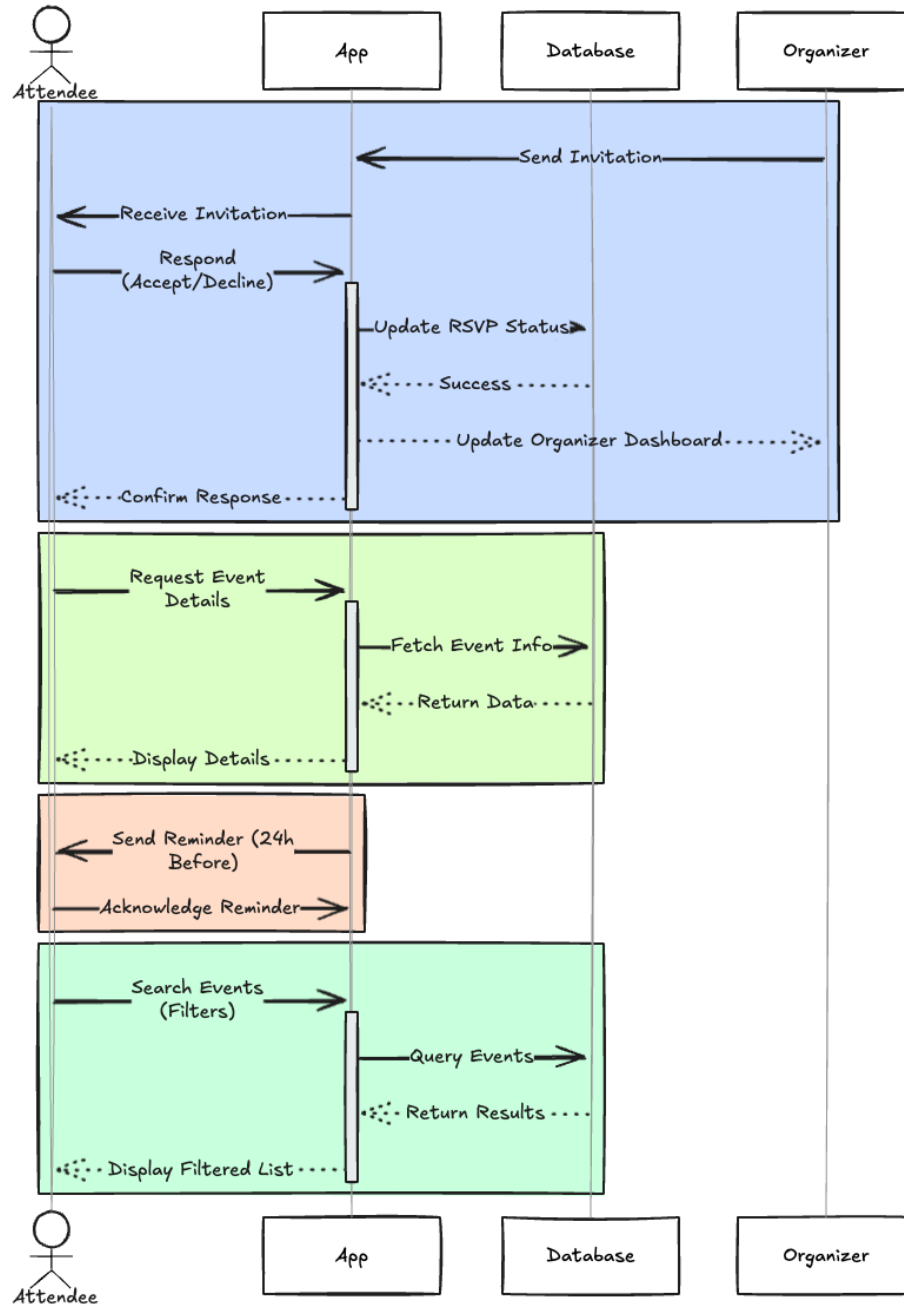 Attendee
App
Database
Organizer
Send Invitation
Receive Invitation
Respond
(Accept/Decline)
Update RSVP Status
Success
Update Organizer Dashboard
Confirm Response
Request Event
Details
Fetch Event Info
Return Data
Display Details
Send Reminder (24h
Before)
Acknowledge Reminder
Search Events
(Filters)
Query Events
Return Results
Display Filtered List
App
Database
Organizer
Attendee